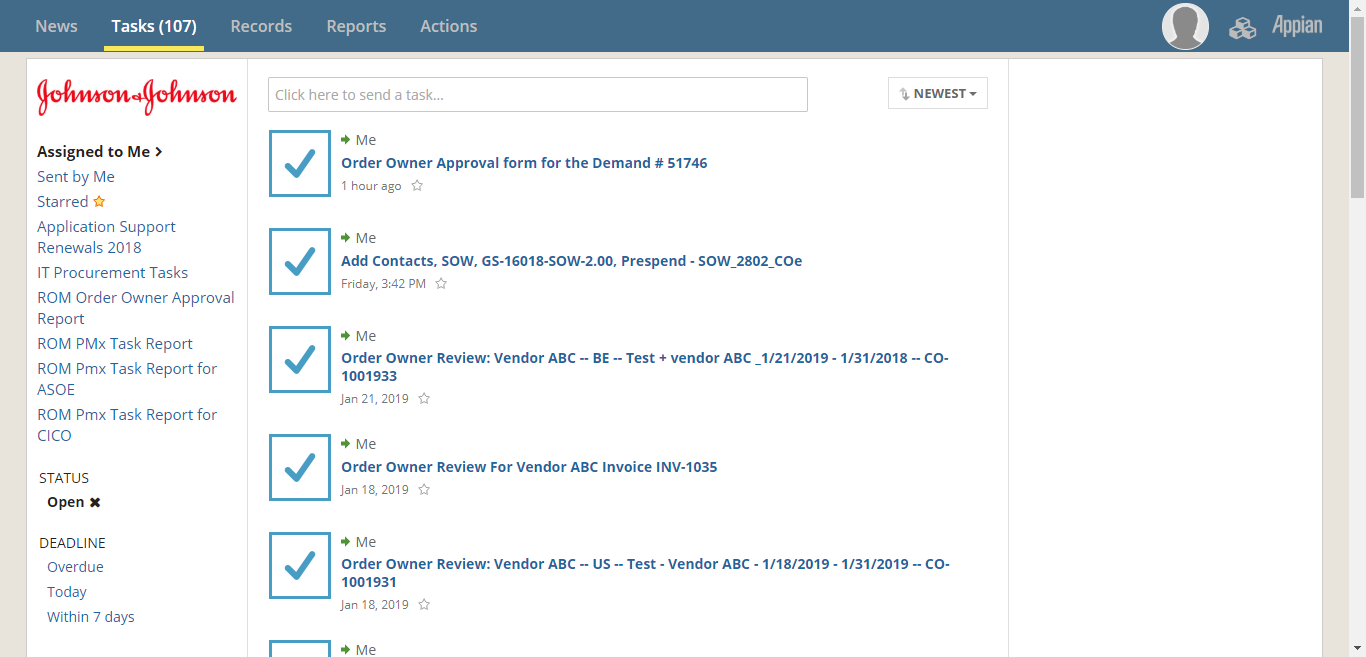 News
Tasks (107)
Records
Reports
Actions
Appian
Johnson & Johnson
Assigned to Me
Sent by Me
Starred
Application Support
Renewals 2018
IT Procurement Tasks
ROM Order Owner Approval
Report
ROM PMx Task Report
ROM Pmx Task Report for
ASOE
ROM Pmx Task Report for
CICO
STATUS
Open
DEADLINE
Overdue
Today
Within 7 days
Click here to send a task...
NEWEST
Me
Order Owner Approval form for the Demand # 51746
1 hour ago
Me
Add Contacts, SOW, GS-16018-SOW-2.00, Prespend - SOW_2802_COe
Friday, 3:42 PM
Me
Order Owner Review: Vendor ABC -- BE -- Test + vendor ABC _1/21/2019 - 1/31/2018 -- CO-
1001933
Jan 21, 2019
Me
Order Owner Review For Vendor ABC Invoice INV-1035
Jan 18, 2019
Me
Order Owner Review: Vendor ABC -- US -- Test - Vendor ABC - 1/18/2019 - 1/31/2019 -- CO-
1001931
Jan 18, 2019
Me